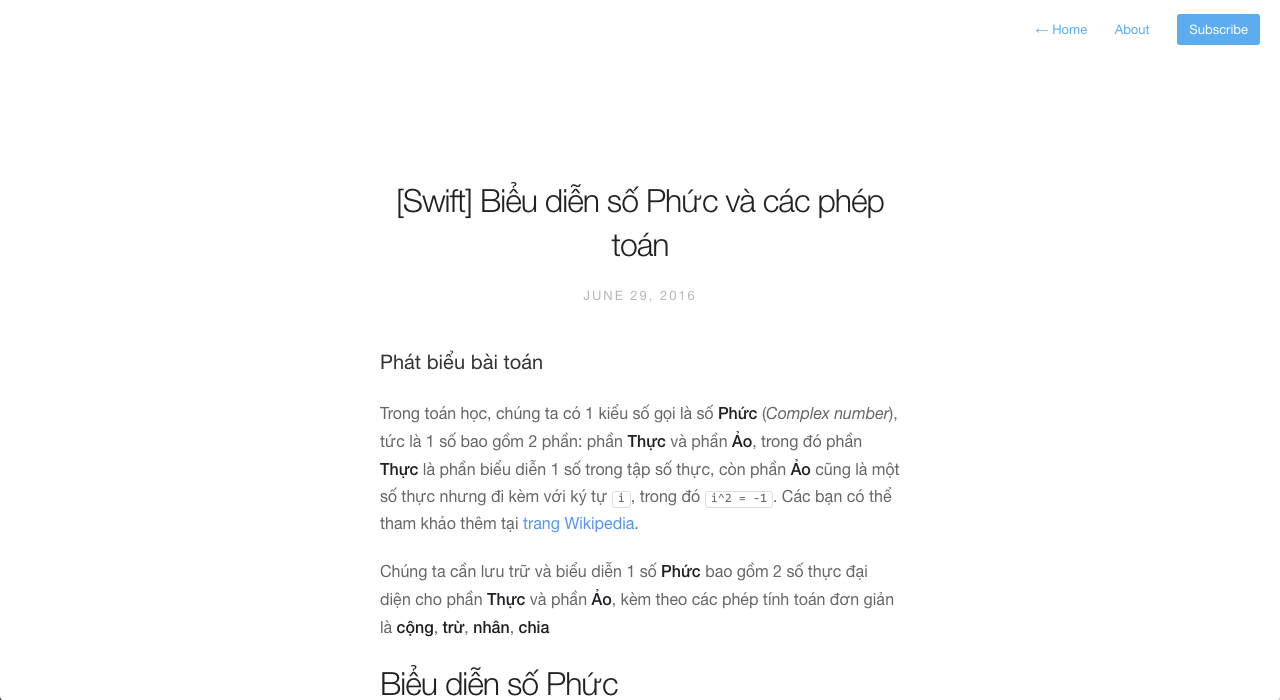 ← Home About Subscribe
[Swift] Biểu diễn số Phức và các phép
toán
JUNE 29, 2016
Phát biểu bài toán
Trong toán học, chúng ta có 1 kiểu số gọi là số Phức (Complex number),
tức là 1 số bao gồm 2 phần: phần Thực và phần Ảo, trong đó phần
Thực là phần biểu diễn 1 số trong tập số thực, còn phần Ảo cũng là một
số thực nhưng đi kèm với ký tự i, trong đó i^2 = -1. Các bạn có thể
tham khảo thêm tại trang Wikipedia.
Chúng ta cần lưu trữ và biểu diễn 1 số Phức bao gồm 2 số thực đại
diện cho phần Thực và phần Ảo, kèm theo các phép tính toán đơn giản
là cộng, trừ, nhân, chia
Biểu diễn số Phức